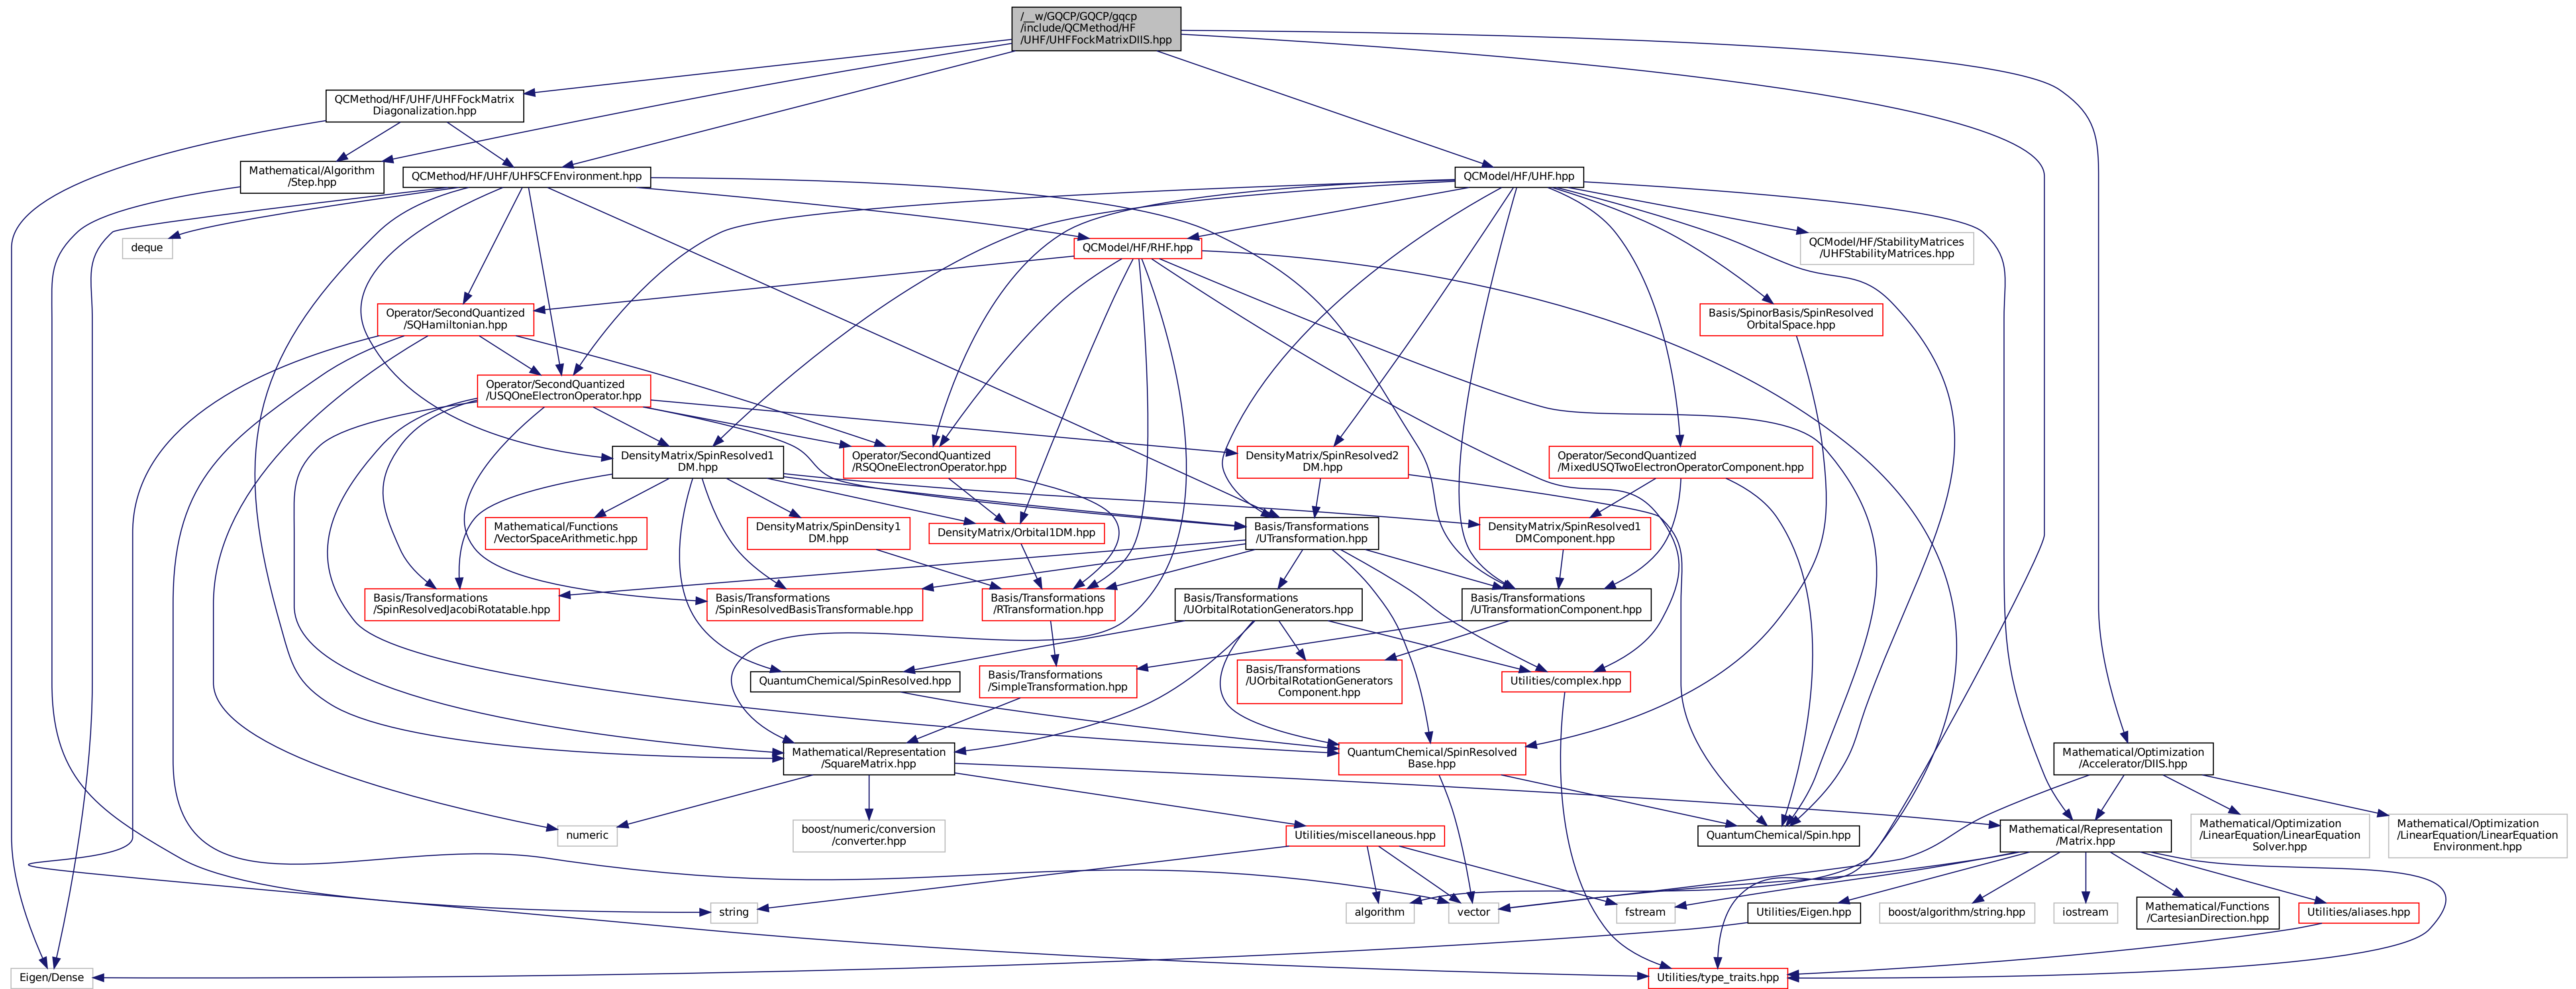 /__w/GQCP/GQCP/gqcp
/include/QCMethod/HF
/UHF/UHFFockMatrixDIIS.hpp
QCMethod/HF/UHF/UHFFockMatrix
Diagonalization.hpp
Mathematical/Algorithm
/Step.hpp
QCMethod/HF/UHF/UHFSCFEnvironment.hpp
QCModel/HF/UHF.hpp
deque
QCModel/HF/RHF.hpp
QCModel/HF/StabilityMatrices
/UHFStabilityMatrices.hpp
Operator/SecondQuantized
/SQHamiltonian.hpp
Basis/SpinorBasis/SpinResolved
OrbitalSpace.hpp
Operator/SecondQuantized
/USQOneElectronOperator.hpp
DensityMatrix/SpinResolved1
DM.hpp
Operator/SecondQuantized
/RSQOneElectronOperator.hpp
DensityMatrix/SpinResolved2
DM.hpp
Operator/SecondQuantized
/MixedUSQTwoElectronOperatorComponent.hpp
Mathematical/Functions
/VectorSpaceArithmetic.hpp
DensityMatrix/SpinDensity1
DM.hpp
DensityMatrix/Orbital1DM.hpp
Basis/Transformations
/UTransformation.hpp
DensityMatrix/SpinResolved1
DMComponent.hpp
Basis/Transformations
/SpinResolvedJacobiRotatable.hpp
Basis/Transformations
/SpinResolvedBasisTransformable.hpp
Basis/Transformations
/RTransformation.hpp
Basis/Transformations
/UOrbitalRotationGenerators.hpp
Basis/Transformations
/UTransformationComponent.hpp
QuantumChemical/SpinResolved.hpp
Basis/Transformations
/SimpleTransformation.hpp
Basis/Transformations
/UOrbitalRotationGenerators
Component.hpp
Utilities/complex.hpp
Mathematical/Representation
/SquareMatrix.hpp
QuantumChemical/SpinResolved
Base.hpp
Mathematical/Optimization
/Accelerator/DIIS.hpp
numeric
boost/numeric/conversion
/converter.hpp
Utilities/miscellaneous.hpp
QuantumChemical/Spin.hpp
Mathematical/Representation
/Matrix.hpp
Mathematical/Optimization
/LinearEquation/LinearEquation
Solver.hpp
Mathematical/Optimization
/LinearEquation/LinearEquation
Environment.hpp
string
algorithm
vector
fstream
Utilities/Eigen.hpp
boost/algorithm/string.hpp
iostream
Mathematical/Functions
/CartesianDirection.hpp
Utilities/aliases.hpp
Eigen/Dense
Utilities/type_traits.hpp